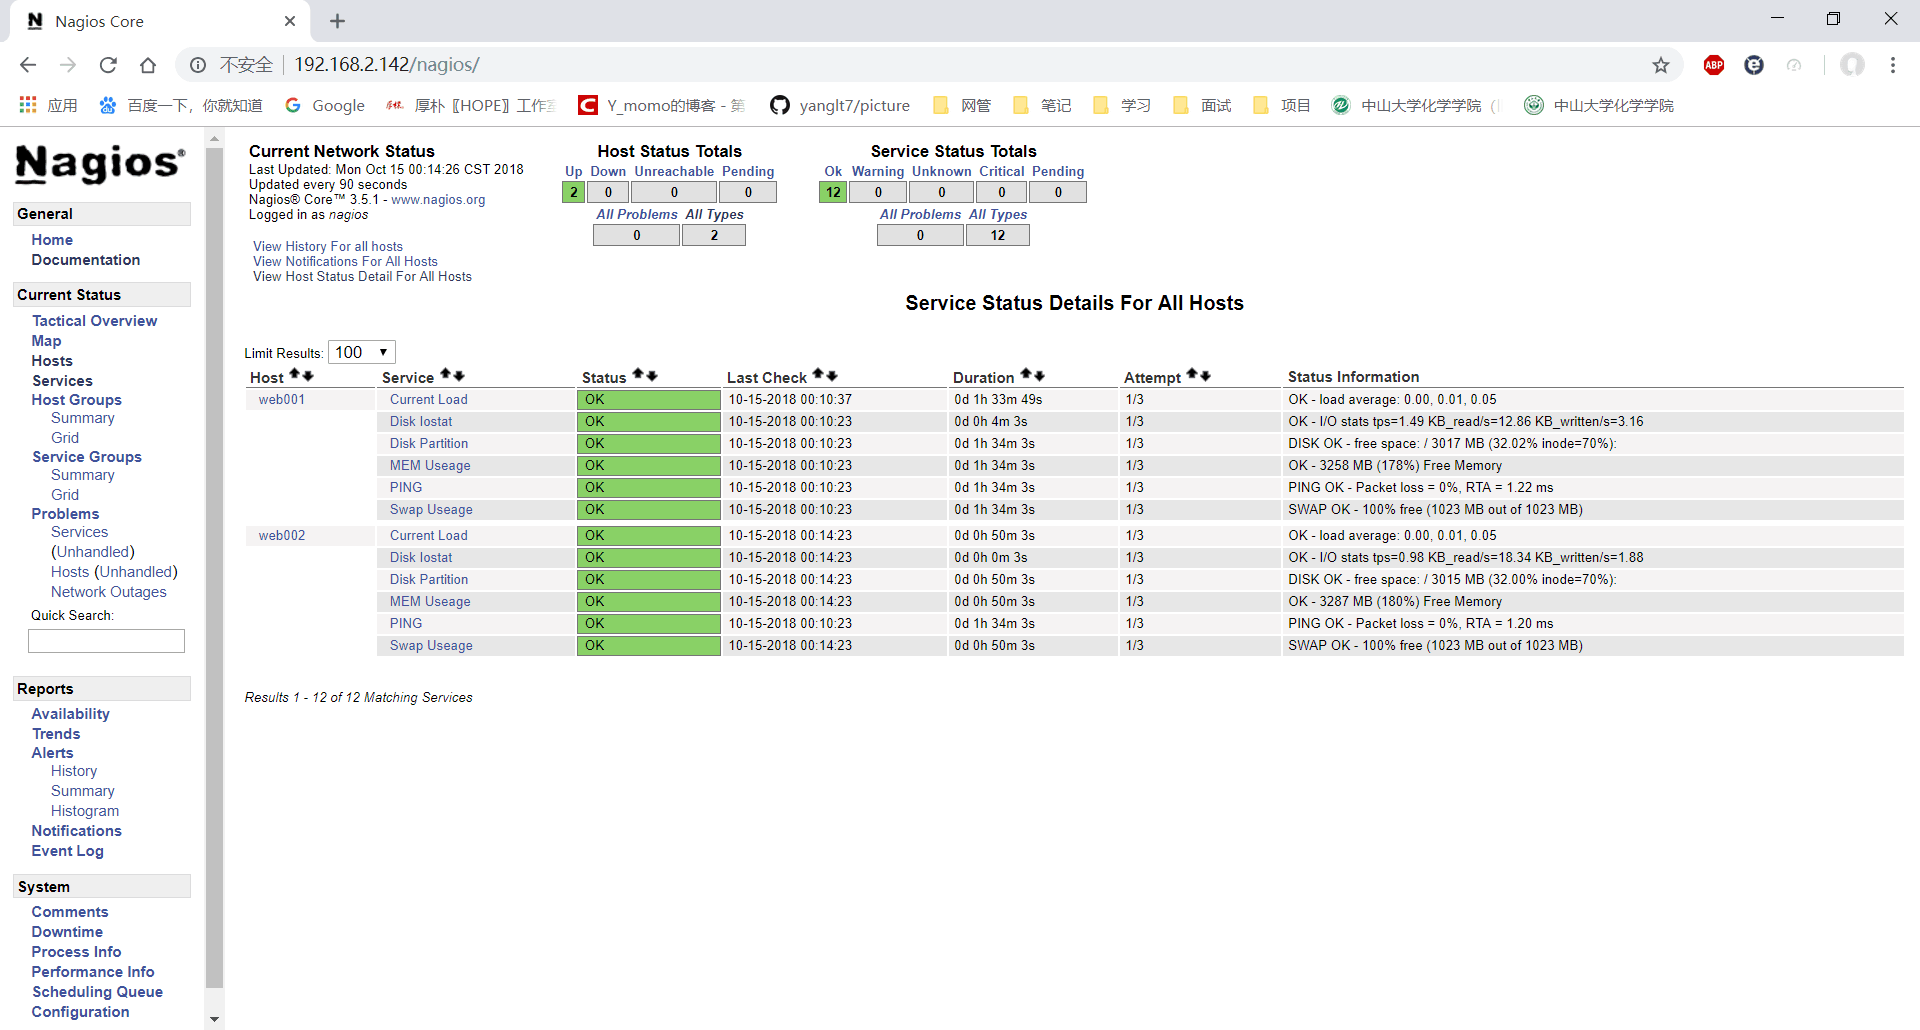 Nagios Core
不安全 192.168.2.142/nagios/
应用 百度一下，你就知道 Google 厚朴〖HOPE〗工作室 Y_momo的博客 - 第 yanglt7/picture 网管 笔记 学习 面试 项目 中山大学化学学院（ 中山大学化学学院
ABP
Nagios®
General
Home
Documentation
Current Status
Tactical Overview
Map
Hosts
Services
Host Groups
Summary
Grid
Service Groups
Summary
Grid
Problems
Services
(Unhandled)
Hosts (Unhandled)
Network Outages
Quick Search:
Reports
Availability
Trends
Alerts
History
Summary
Histogram
Notifications
Event Log
System
Comments
Downtime
Process Info
Performance Info
Scheduling Queue
Configuration
Current Network Status
Last Updated: Mon Oct 15 00:14:26 CST 2018
Updated every 90 seconds
Nagios® Core™ 3.5.1 - www.nagios.org
Logged in as nagios
View History For all hosts
View Notifications For All Hosts
View Host Status Detail For All Hosts
Host Status Totals
Up Down Unreachable Pending
2 0 0 0
All Problems All Types
0 2
Service Status Totals
Ok Warning Unknown Critical Pending
12 0 0 0 0
All Problems All Types
0 12
Service Status Details For All Hosts
Limit Results: 100
Host Service Status Last Check Duration Attempt Status Information
web001 Current Load OK 10-15-2018 00:10:37 0d 1h 33m 49s 1/3 OK - load average: 0.00, 0.01, 0.05
Disk Iostat OK 10-15-2018 00:10:23 0d 0h 4m 3s 1/3 OK - I/O stats tps=1.49 KB_read/s=12.86 KB_written/s=3.16
Disk Partition OK 10-15-2018 00:10:23 0d 1h 34m 3s 1/3 DISK OK - free space: / 3017 MB (32.02% inode=70%):
MEM Useage OK 10-15-2018 00:10:23 0d 1h 34m 3s 1/3 OK - 3258 MB (178%) Free Memory
PING OK 10-15-2018 00:10:23 0d 1h 34m 3s 1/3 PING OK - Packet loss = 0%, RTA = 1.22 ms
Swap Useage OK 10-15-2018 00:10:23 0d 1h 34m 3s 1/3 SWAP OK - 100% free (1023 MB out of 1023 MB)
web002 Current Load OK 10-15-2018 00:14:23 0d 0h 50m 3s 1/3 OK - load average: 0.00, 0.01, 0.05
Disk Iostat OK 10-15-2018 00:14:23 0d 0h 0m 3s 1/3 OK - I/O stats tps=0.98 KB_read/s=18.34 KB_written/s=1.88
Disk Partition OK 10-15-2018 00:14:23 0d 0h 50m 3s 1/3 DISK OK - free space: / 3015 MB (32.00% inode=70%):
MEM Useage OK 10-15-2018 00:14:23 0d 0h 50m 3s 1/3 OK - 3287 MB (180%) Free Memory
PING OK 10-15-2018 00:10:23 0d 1h 34m 3s 1/3 PING OK - Packet loss = 0%, RTA = 1.20 ms
Swap Useage OK 10-15-2018 00:14:23 0d 0h 50m 3s 1/3 SWAP OK - 100% free (1023 MB out of 1023 MB)
Results 1 - 12 of 12 Matching Services